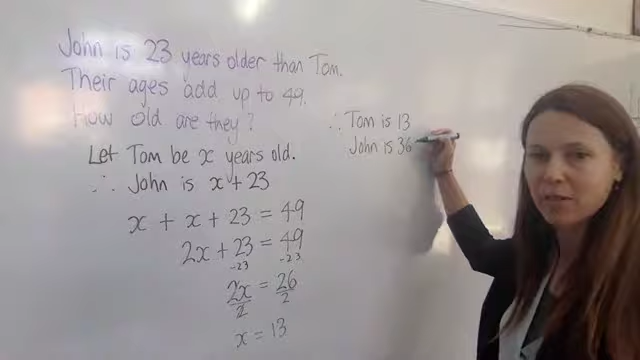 John is 23 years older than Tom.
Their ages add up to 49.
How old are they?
Let Tom be x years old.
∴ John is x + 23
x + x + 23 = 49
2x + 23 = 49
-23 -23
2x/2 = 26/2
x = 13
∴ Tom is 13
John is 36